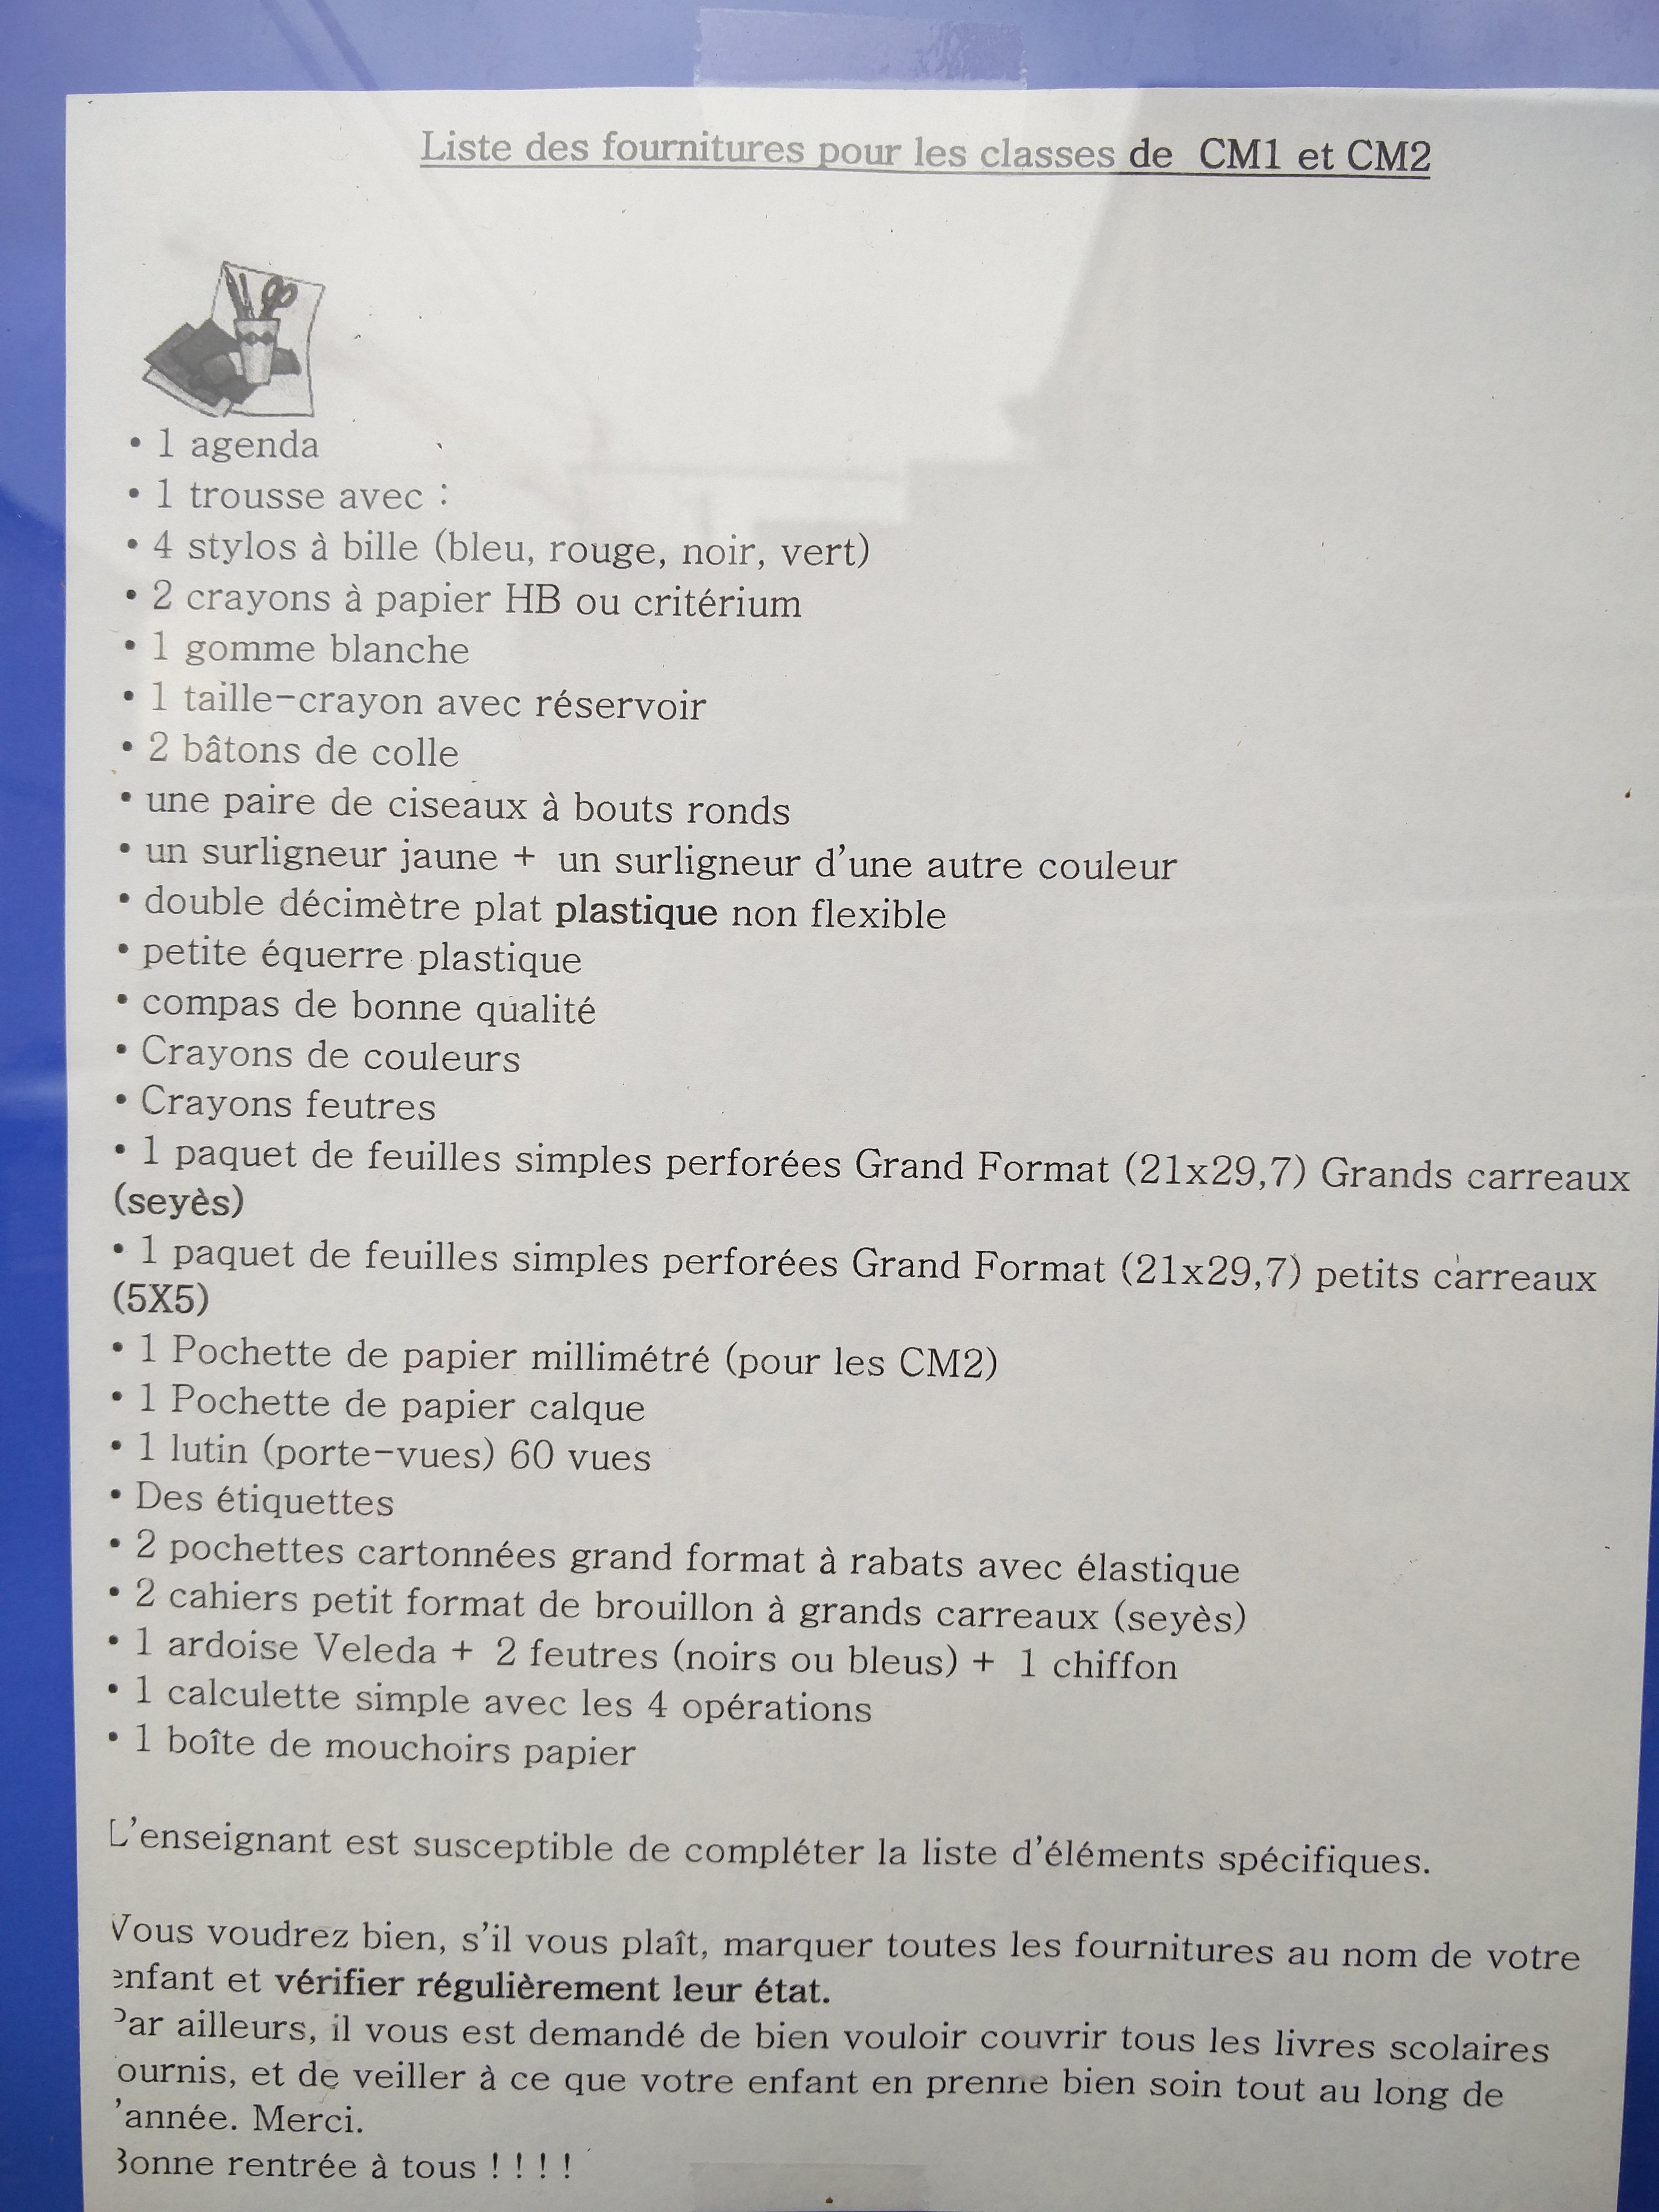 Liste des fournitures pour les classes de CM1 et CM2
• 1 agenda
• 1 trousse avec :
• 4 stylos à bille (bleu, rouge, noir, vert)
• 2 crayons à papier HB ou critérium
• 1 gomme blanche
• 1 taille-crayon avec réservoir
• 2 bâtons de colle
• une paire de ciseaux à bouts ronds
• un surligneur jaune + un surligneur d'une autre couleur
• double décimètre plat plastique non flexible
• petite équerre plastique
• compas de bonne qualité
• Crayons de couleurs
• Crayons feutres
• 1 paquet de feuilles simples perforées Grand Format (21x29,7) Grands carreaux
(seyès)
• 1 paquet de feuilles simples perforées Grand Format (21x29,7) petits carreaux
(5X5)
• 1 Pochette de papier millimétré (pour les CM2)
• 1 Pochette de papier calque
• 1 lutin (porte-vues) 60 vues
• Des étiquettes
• 2 pochettes cartonnées grand format à rabats avec élastique
• 2 cahiers petit format de brouillon à grands carreaux (seyès)
• 1 ardoise Veleda + 2 feutres (noirs ou bleus) + 1 chiffon
• 1 calculette simple avec les 4 opérations
• 1 boîte de mouchoirs papier
L'enseignant est susceptible de compléter la liste d'éléments spécifiques.
Vous voudrez bien, s'il vous plaît, marquer toutes les fournitures au nom de votre
enfant et vérifier régulièrement leur état.
Par ailleurs, il vous est demandé de bien vouloir couvrir tous les livres scolaires
ournis, et de veiller à ce que votre enfant en prenne bien soin tout au long de
'année. Merci.
Bonne rentrée à tous ! ! ! !